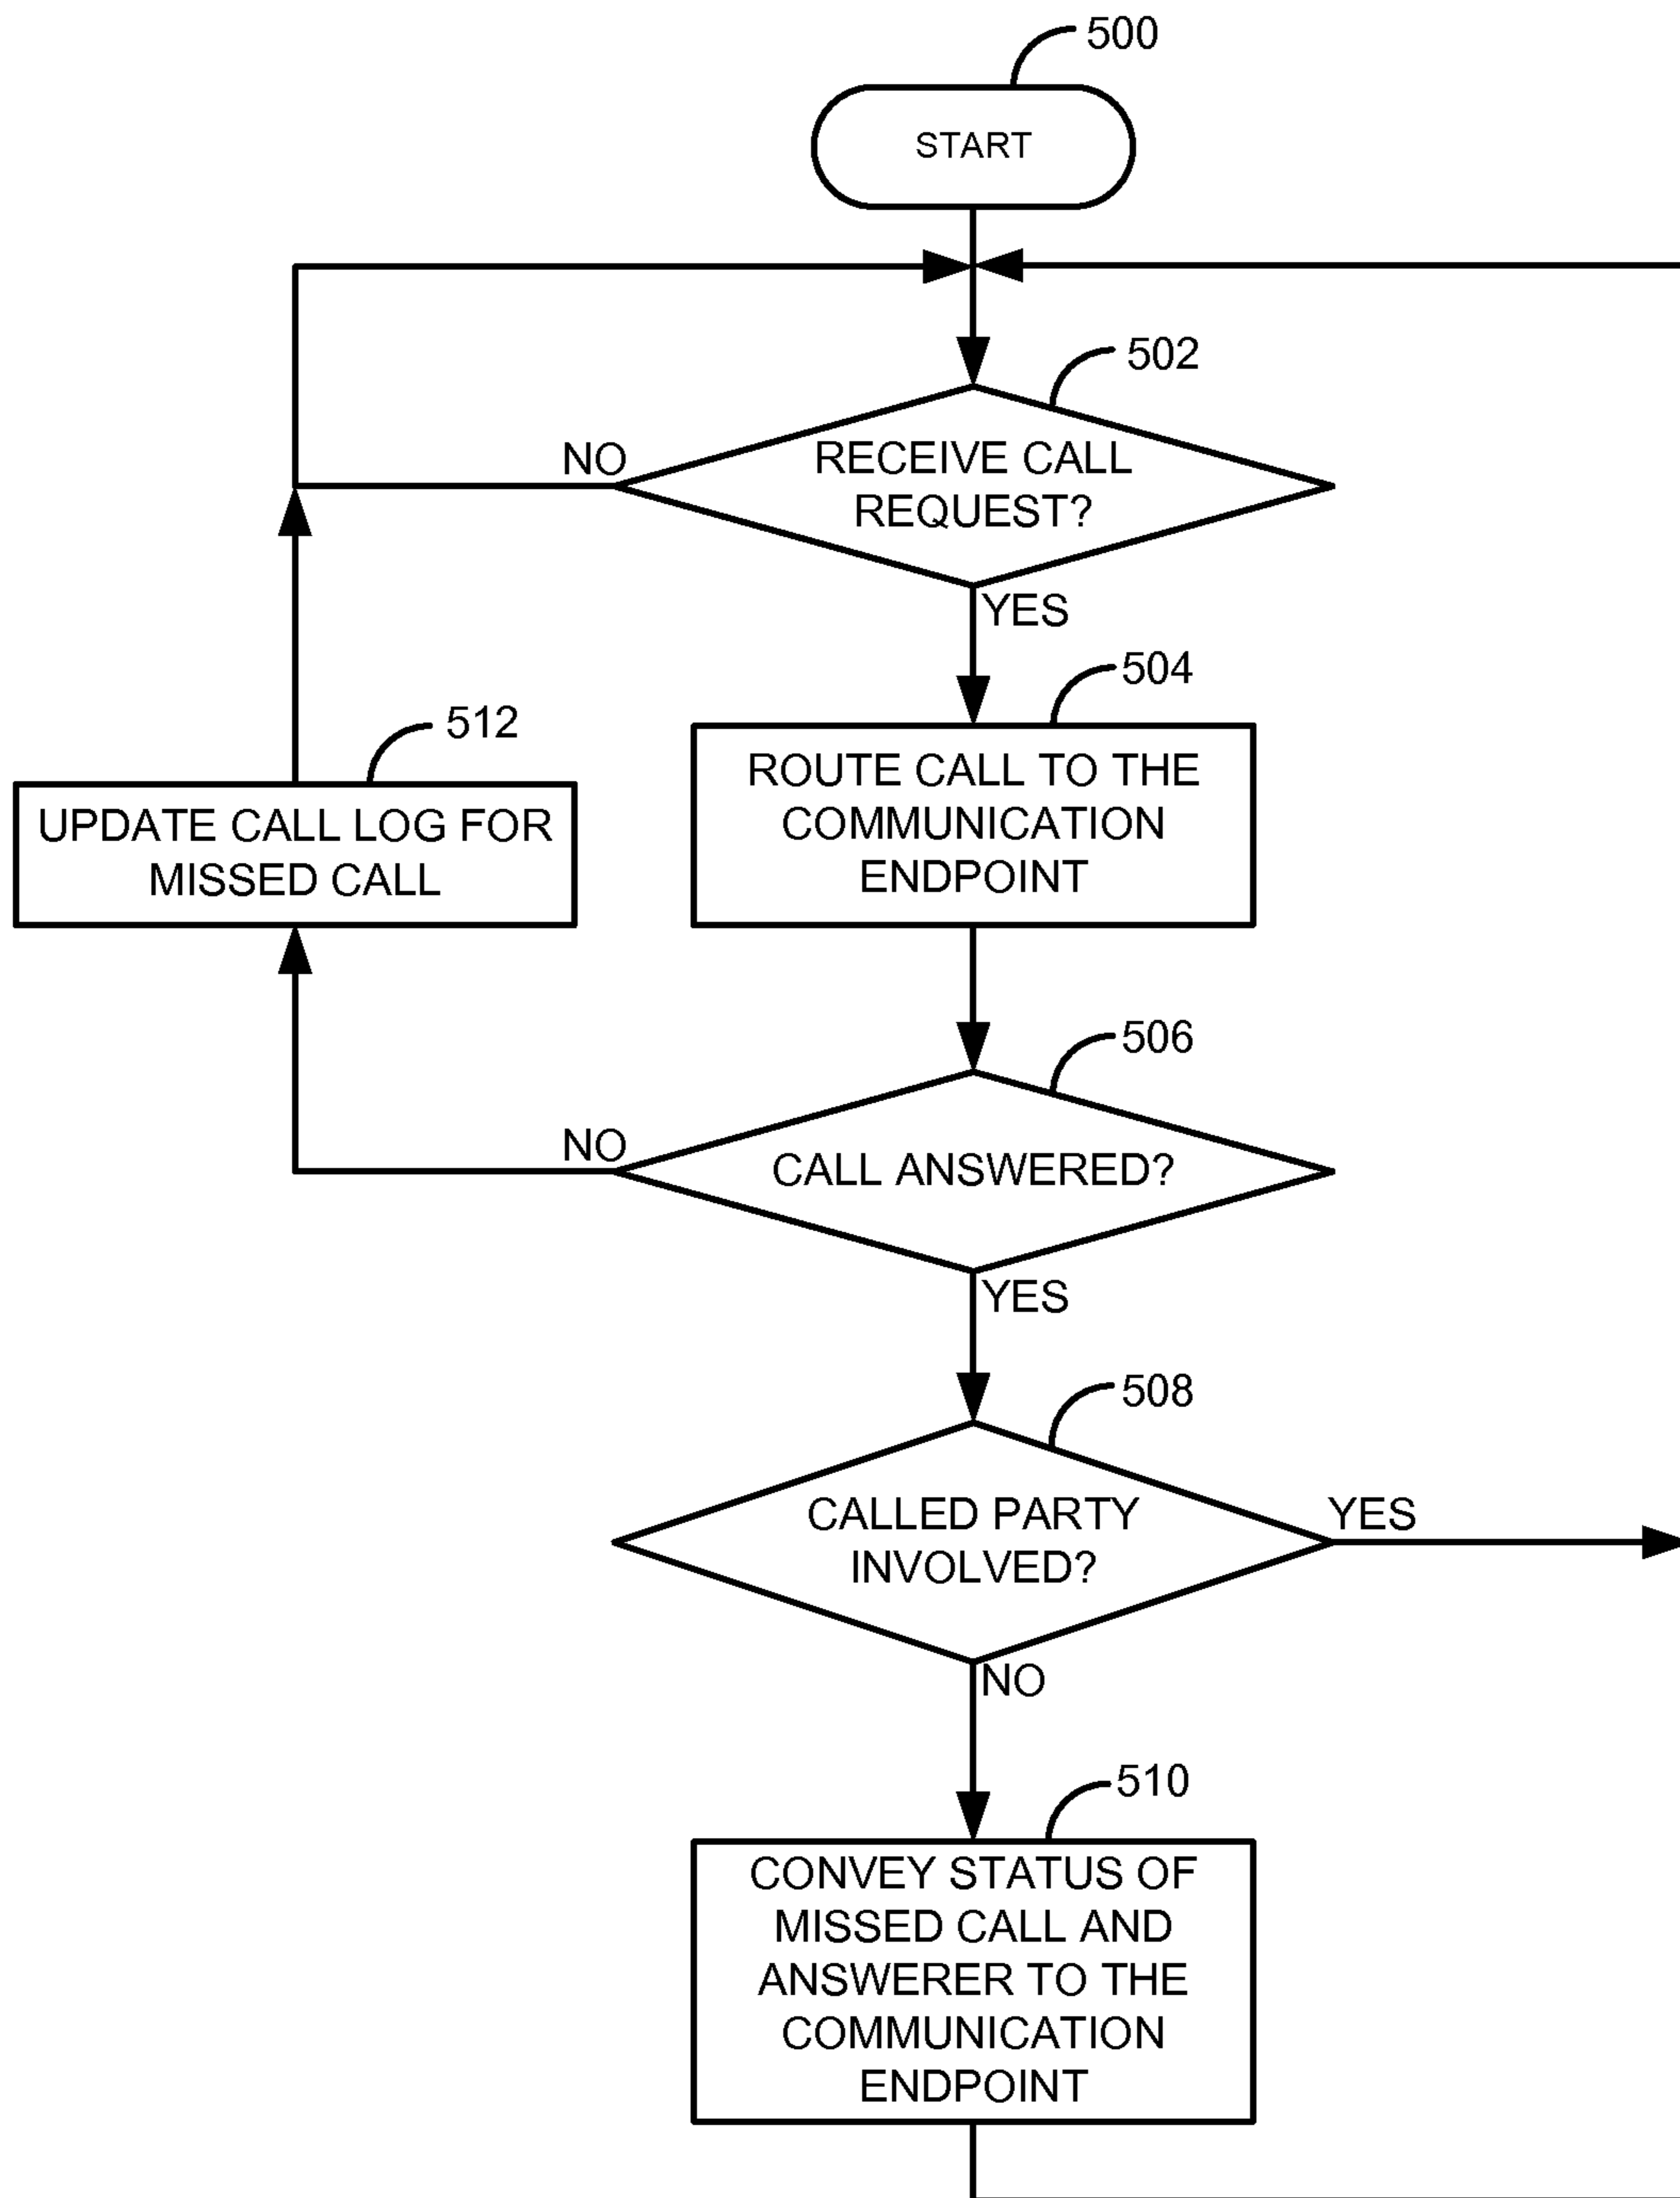 500
START
502
NO
RECEIVE CALL
REQUEST?
YES
504
512
ROUTE CALL TO THE
COMMUNICATION
ENDPOINT
UPDATE CALL LOG FOR
MISSED CALL
506
NO
CALL ANSWERED?
YES
508
CALLED PARTY
INVOLVED?
YES
NO
510
CONVEY STATUS OF
MISSED CALL AND
ANSWERER TO THE
COMMUNICATION
ENDPOINT